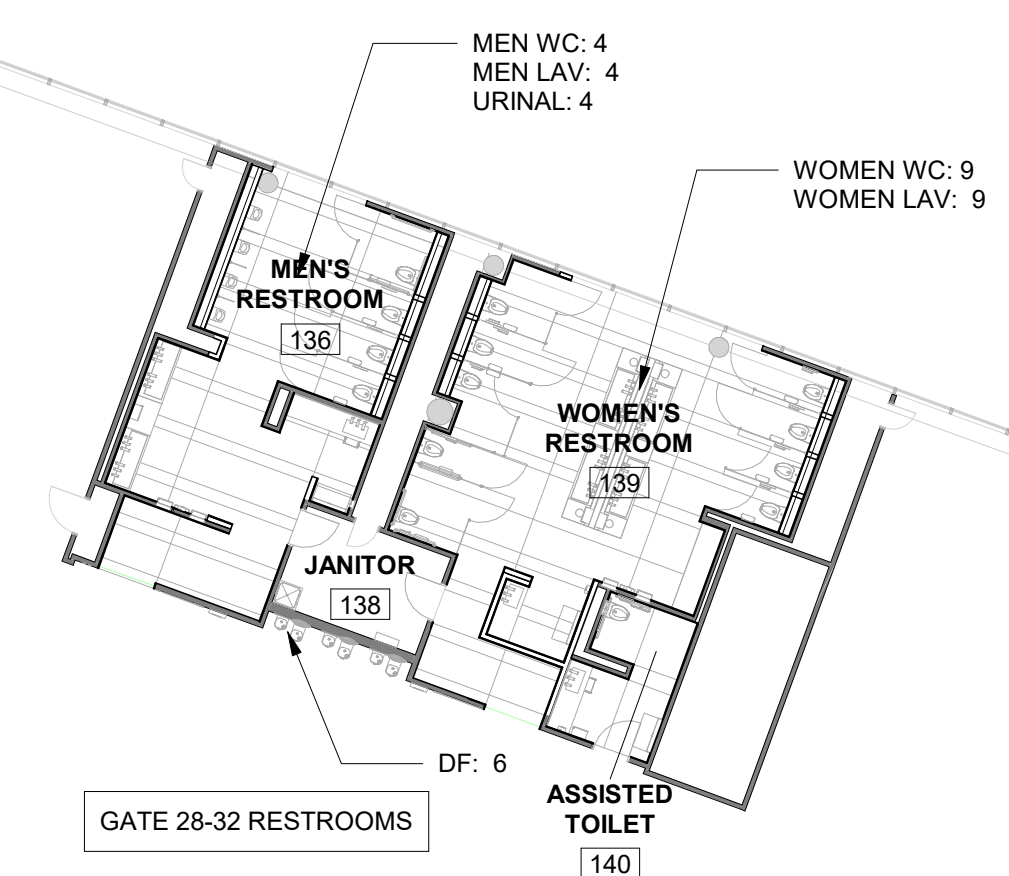 MEN WC: 4
MEN LAV:  4
URINAL: 4
WOMEN WC: 9
WOMEN LAV:  9
MEN'S
RESTROOM
136
WOMEN'S
RESTROOM
139
JANITOR
138
DF:  6
GATE 28-32 RESTROOMS
ASSISTED
TOILET
140